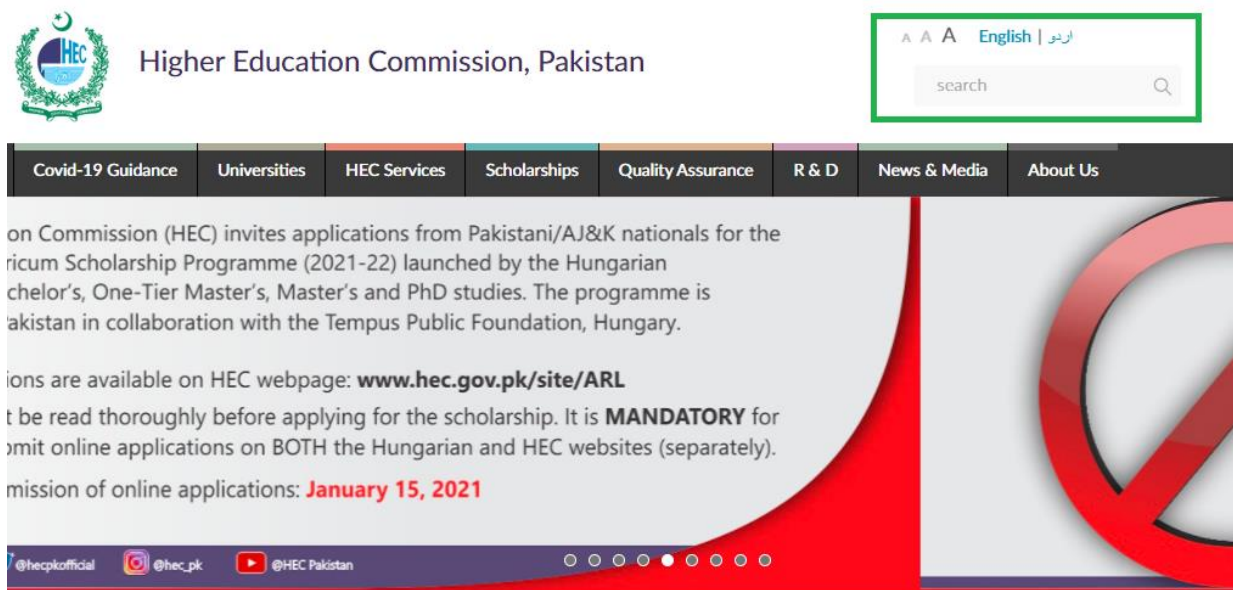 A A A English | اردو
HEC
Higher Education Commission, Pakistan
search
Covid-19 Guidance Universities HEC Services Scholarships Quality Assurance R & D News & Media About Us
on Commission (HEC) invites applications from Pakistani/AJ&K nationals for the
ricum Scholarship Programme (2021-22) launched by the Hungarian
chelor's, One-Tier Master's, Master's and PhD studies. The programme is
akistan in collaboration with the Tempus Public Foundation, Hungary.
ions are available on HEC webpage: www.hec.gov.pk/site/ARL
t be read thoroughly before applying for the scholarship. It is MANDATORY for
omit online applications on BOTH the Hungarian and HEC websites (separately).
mission of online applications: January 15, 2021
@hecpkofficial @hec_pk @HEC Pakistan